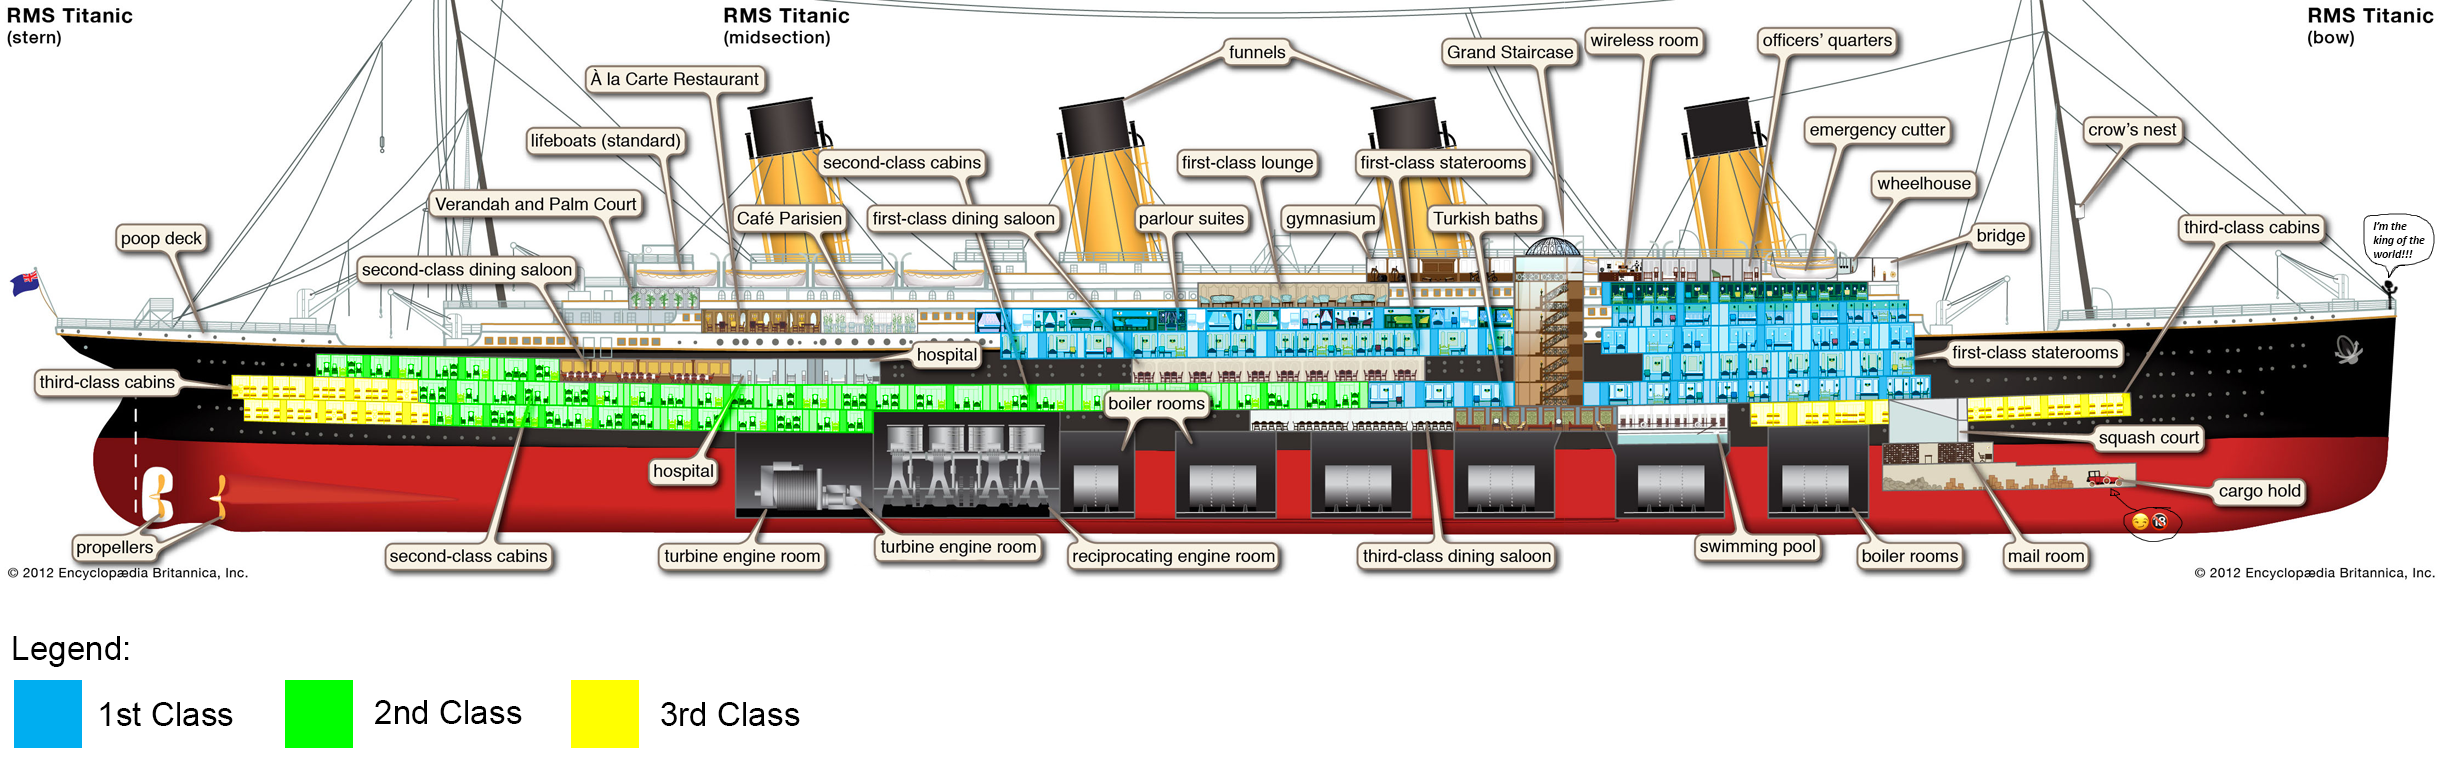 RMS Titanic
(stern)
RMS Titanic
(midsection)
RMS Titanic
(bow)
funnels
Grand Staircase
wireless room
officers' quarters
À la Carte Restaurant
lifeboats (standard)
second-class cabins
first-class lounge
first-class staterooms
emergency cutter
crow's nest
wheelhouse
Verandah and Palm Court
Café Parisien
first-class dining saloon
parlour suites
gymnasium
Turkish baths
third-class cabins
I'm the
king of the
world!!!
poop deck
bridge
second-class dining saloon
hospital
first-class staterooms
third-class cabins
boiler rooms
squash court
hospital
cargo hold
18
propellers
second-class cabins
turbine engine room
turbine engine room
reciprocating engine room
third-class dining saloon
swimming pool
boiler rooms
mail room
© 2012 Encyclopædia Britannica, Inc.
© 2012 Encyclopædia Britannica, Inc.
Legend:
1st Class
2nd Class
3rd Class